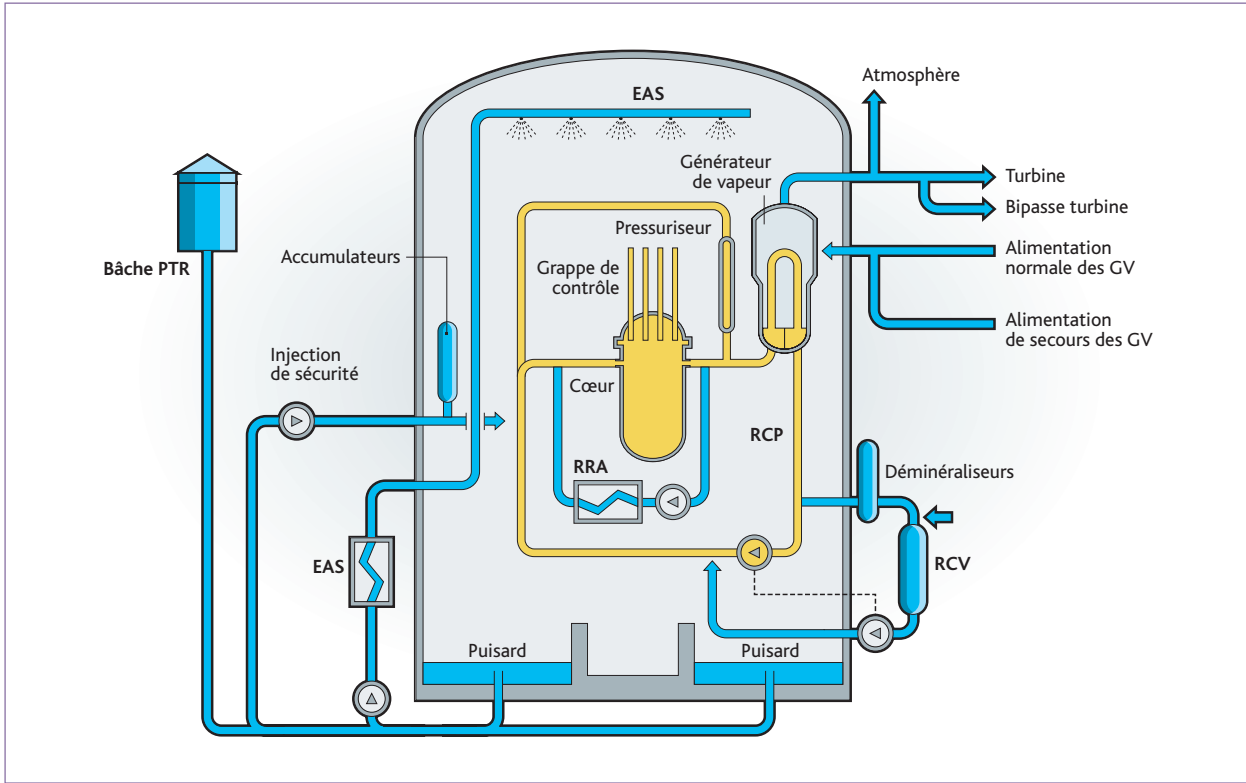 Atmosphère
EAS
Générateur
de vapeur
Turbine
Bipasse turbine
Pressuriseur
Bâche PTR
Accumulateurs
Grappe de
contrôle
Alimentation
normale des GV
Alimentation
de secours des GV
Injection
de sécurité
Cœur
RCP
RRA
Déminéraliseurs
EAS
RCV
Puisard
Puisard